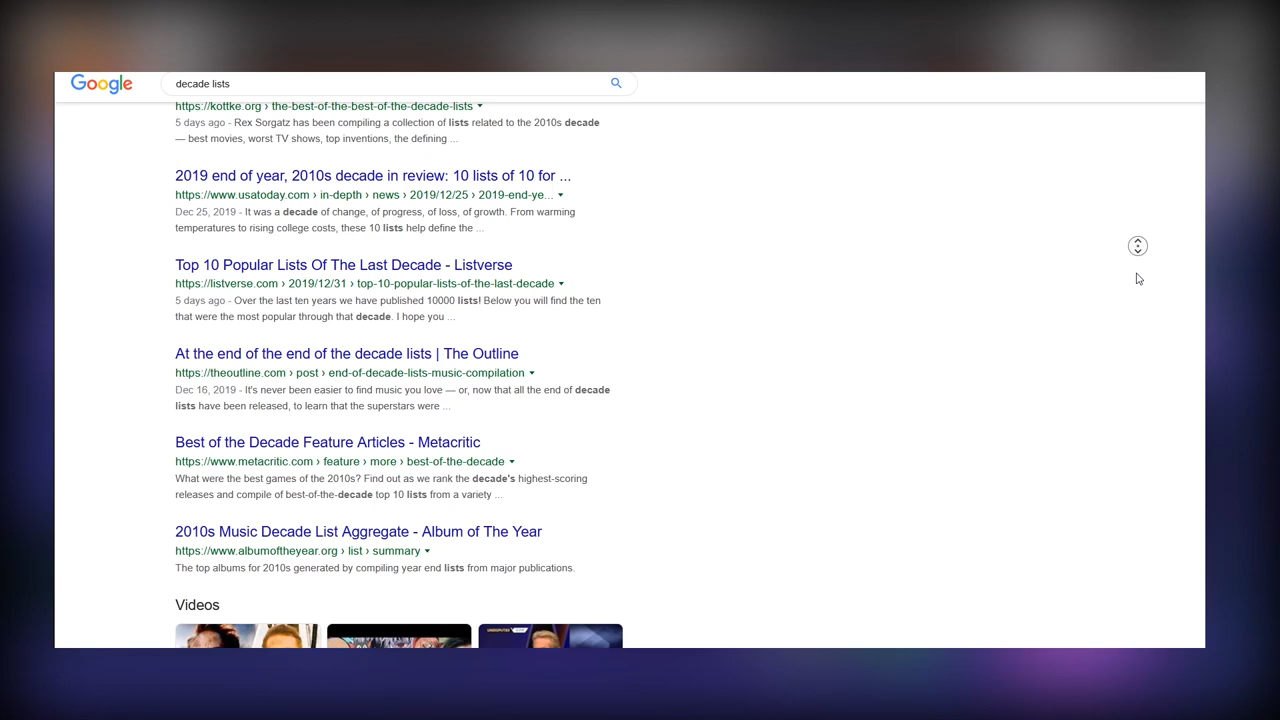 Google
decade lists
https://kottke.org › the-best-of-the-best-of-the-decade-lists
5 days ago - Rex Sorgatz has been compiling a collection of lists related to the 2010s decade
— best movies, worst TV shows, top inventions, the defining ...
2019 end of year, 2010s decade in review: 10 lists of 10 for ...
https://www.usatoday.com › in-depth › news › 2019/12/25 › 2019-end-ye...
Dec 25, 2019 - It was a decade of change, of progress, of loss, of growth. From warming
temperatures to rising college costs, these 10 lists help define the ...
Top 10 Popular Lists Of The Last Decade - Listverse
https://listverse.com › 2019/12/31 › top-10-popular-lists-of-the-last-decade
5 days ago - Over the last ten years we have published 10000 lists! Below you will find the ten
that were the most popular through that decade. I hope you ...
At the end of the end of the decade lists | The Outline
https://theoutline.com › post › end-of-decade-lists-music-compilation
Dec 16, 2019 - It's never been easier to find music you love — or, now that all the end of decade
lists have been released, to learn that the superstars were ...
Best of the Decade Feature Articles - Metacritic
https://www.metacritic.com › feature › more › best-of-the-decade
What were the best games of the 2010s? Find out as we rank the decade's highest-scoring
releases and compile of best-of-the-decade top 10 lists from a variety ...
2010s Music Decade List Aggregate - Album of The Year
https://www.albumoftheyear.org › list › summary
The top albums for 2010s generated by compiling year end lists from major publications.
Videos